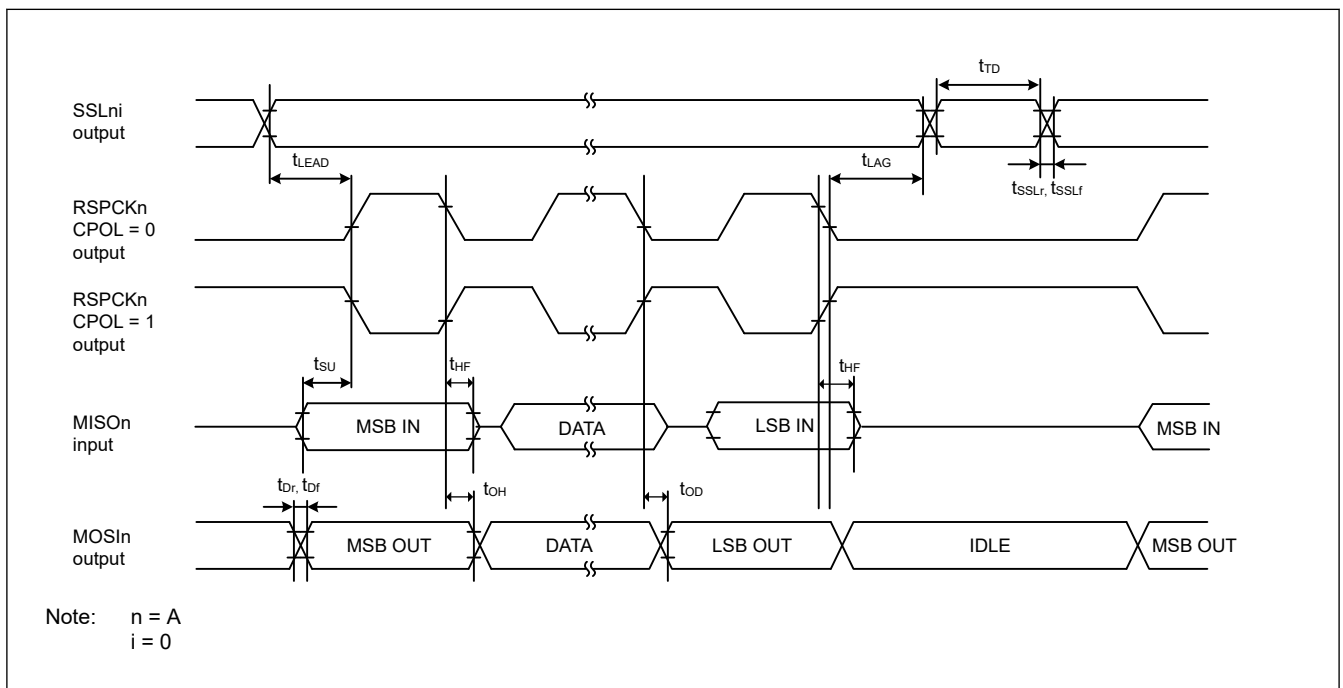 tTD
SSLni
output
tLEAD
tLAG
tSSLr, tSSLf
RSPCKn
CPOL = 0
output
RSPCKn
CPOL = 1
output
tSU
tHF
tHF
MISOn
input
MSB IN
DATA
LSB IN
MSB IN
tDr, tDf
tOH
tOD
MOSIn
output
MSB OUT
DATA
LSB OUT
IDLE
MSB OUT
Note: n = A
i = 0